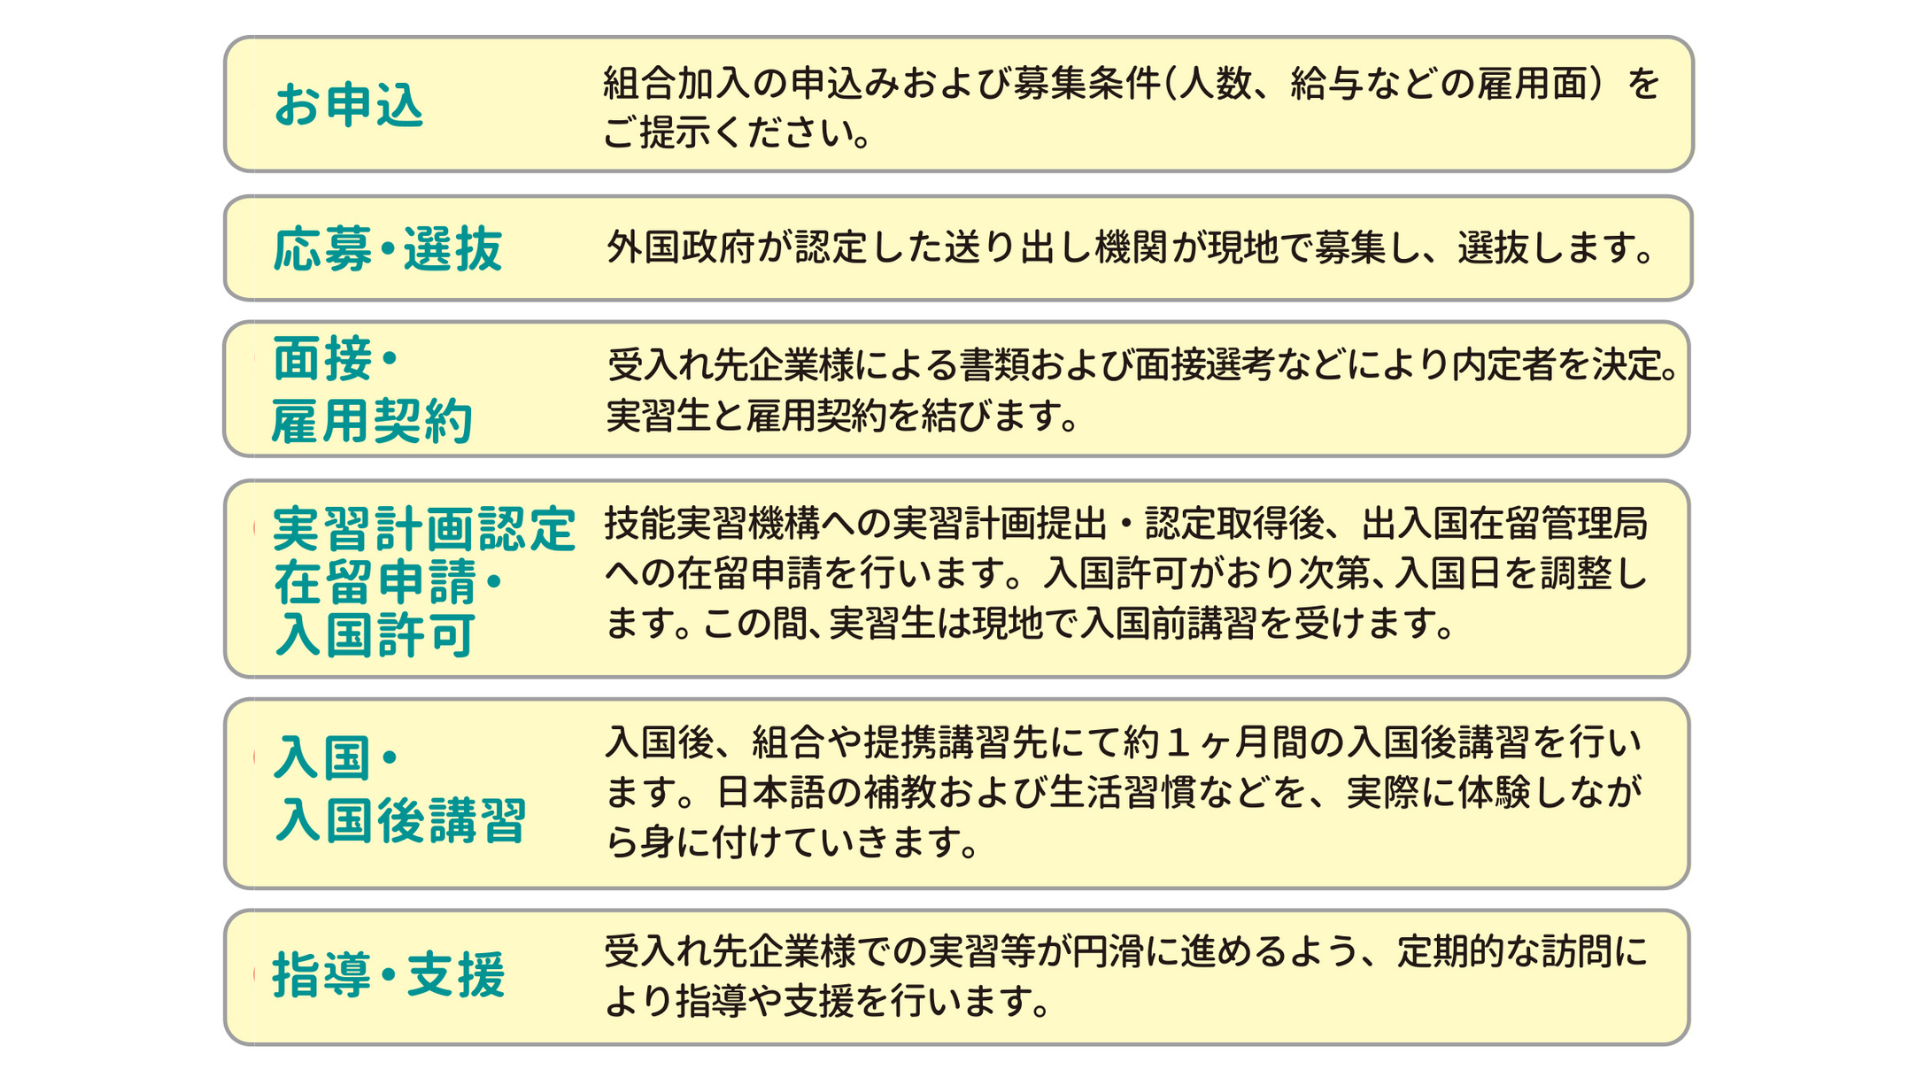 お申込
組合加入の申込みおよび募集条件(人数、給与などの雇用面）を
ご提示ください。
応募・選抜
外国政府が認定した送り出し機関が現地で募集し、選抜します。
面接・
雇用契約
受入れ先企業様による書類および面接選考などにより内定者を決定。
実習生と雇用契約を結びます。
実習計画認定
在留申請・
入国許可
技能実習機構への実習計画提出・認定取得後、出入国在留管理局
への在留申請を行います。入国許可がおり次第、入国日を調整し
ます。この間、実習生は現地で入国前講習を受けます。
入国・
入国後講習
入国後、組合や提携講習先にて約１ヶ月間の入国後講習を行い
ます。日本語の補教および生活習慣などを、実際に体験しなが
ら身に付けていきます。
指導・支援
受入れ先企業様での実習等が円滑に進めるよう、定期的な訪問に
より指導や支援を行います。